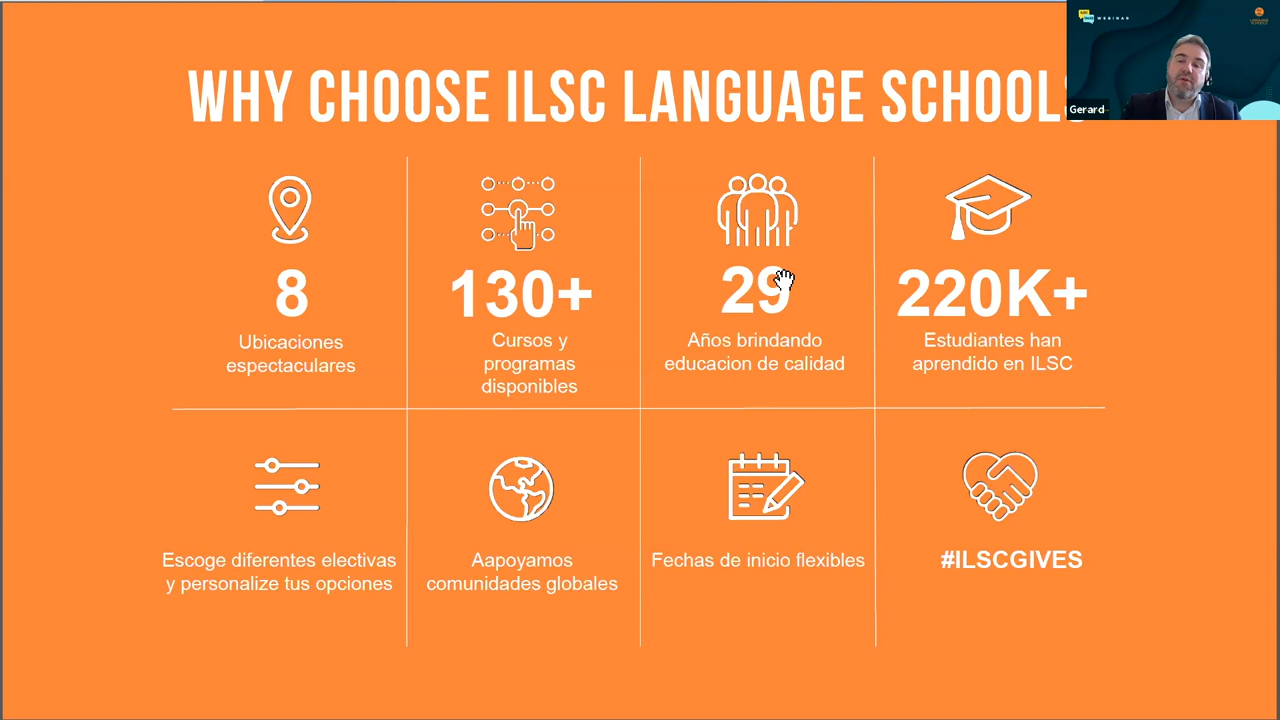 WEBINAR
WHY CHOOSE ILSC LANGUAGE SCHOOLS
Gerard
8
Ubicaciones
espectaculares
130+
Cursos y
programas
disponibles
29
Años brindando
educacion de calidad
220K+
Estudiantes han
aprendido en ILSC
Escoge diferentes electivas
y personalize tus opciones
Aapoyamos
comunidades globales
Fechas de inicio flexibles
#ILSCGIVES